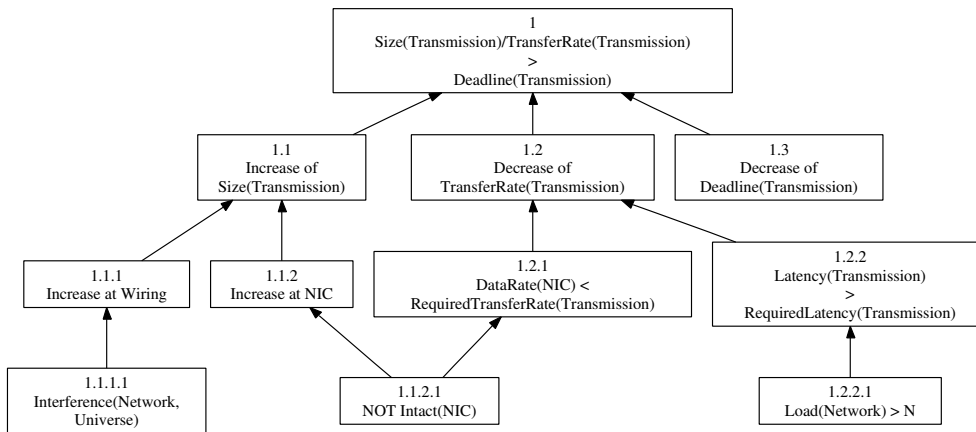 1
Size(Transmission)/TransferRate(Transmission)
>
Deadline(Transmission)
1.1
Increase of
Size(Transmission)
1.2
Decrease of
TransferRate(Transmission)
1.3
Decrease of
Deadline(Transmission)
1.1.1
Increase at Wiring
1.1.2
Increase at NIC
1.2.1
DataRate(NIC) <
RequiredTransferRate(Transmission)
1.2.2
Latency(Transmission)
>
RequiredLatency(Transmission)
1.1.1.1
Interference(Network,
Universe)
1.1.2.1
NOT Intact(NIC)
1.2.2.1
Load(Network) > N